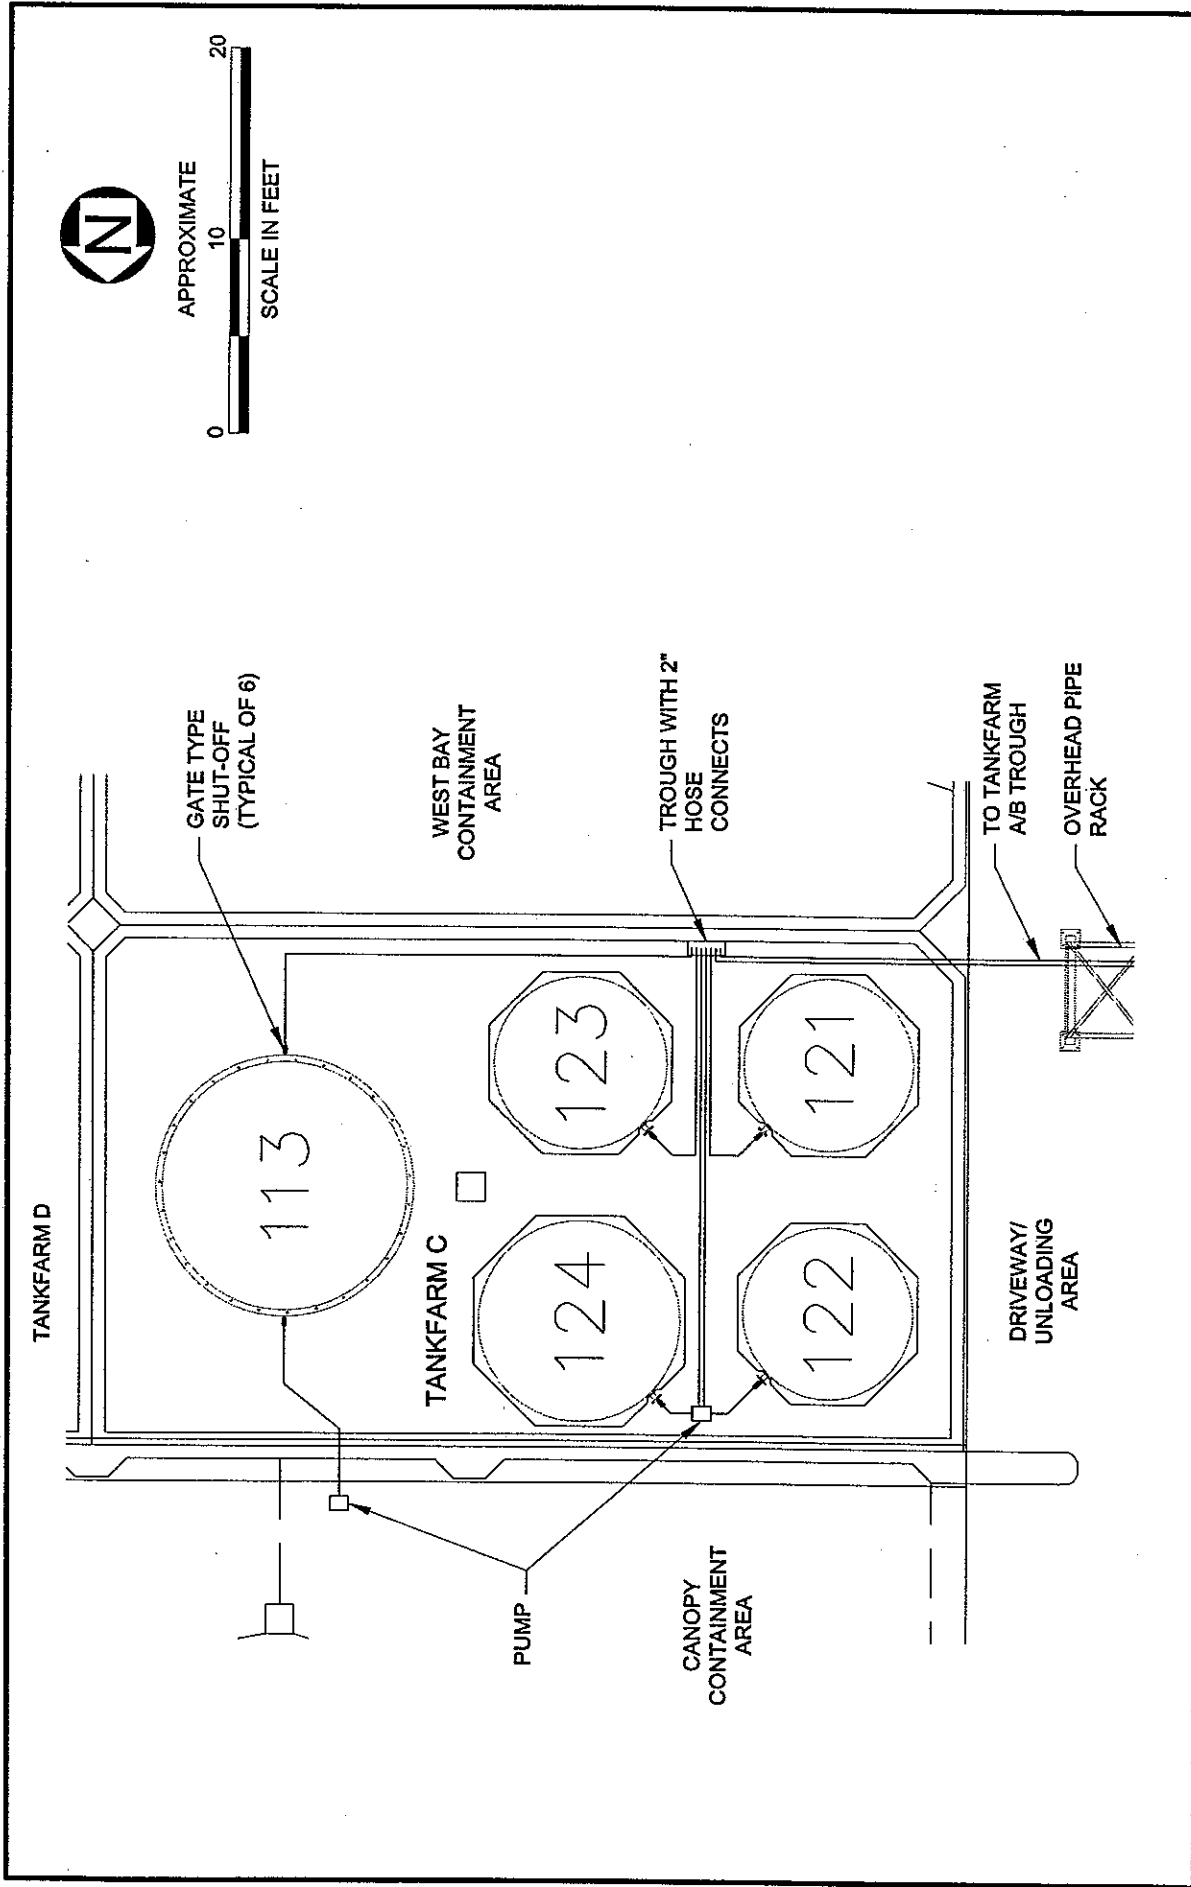 N
APPROXIMATE
0 10 20
SCALE IN FEET
TANKFARM D
GATE TYPE
SHUT-OFF
(TYPICAL OF 6)
113
WEST BAY
CONTAINMENT
AREA
TANKFARM C
124
123
TROUGH WITH 2"
HOSE
CONNECTS
PUMP
122
121
CANOPY
CONTAINMENT
AREA
DRIVEWAY/
UNLOADING
AREA
TO TANKFARM
A/B TROUGH
OVERHEAD PIPE
RACK